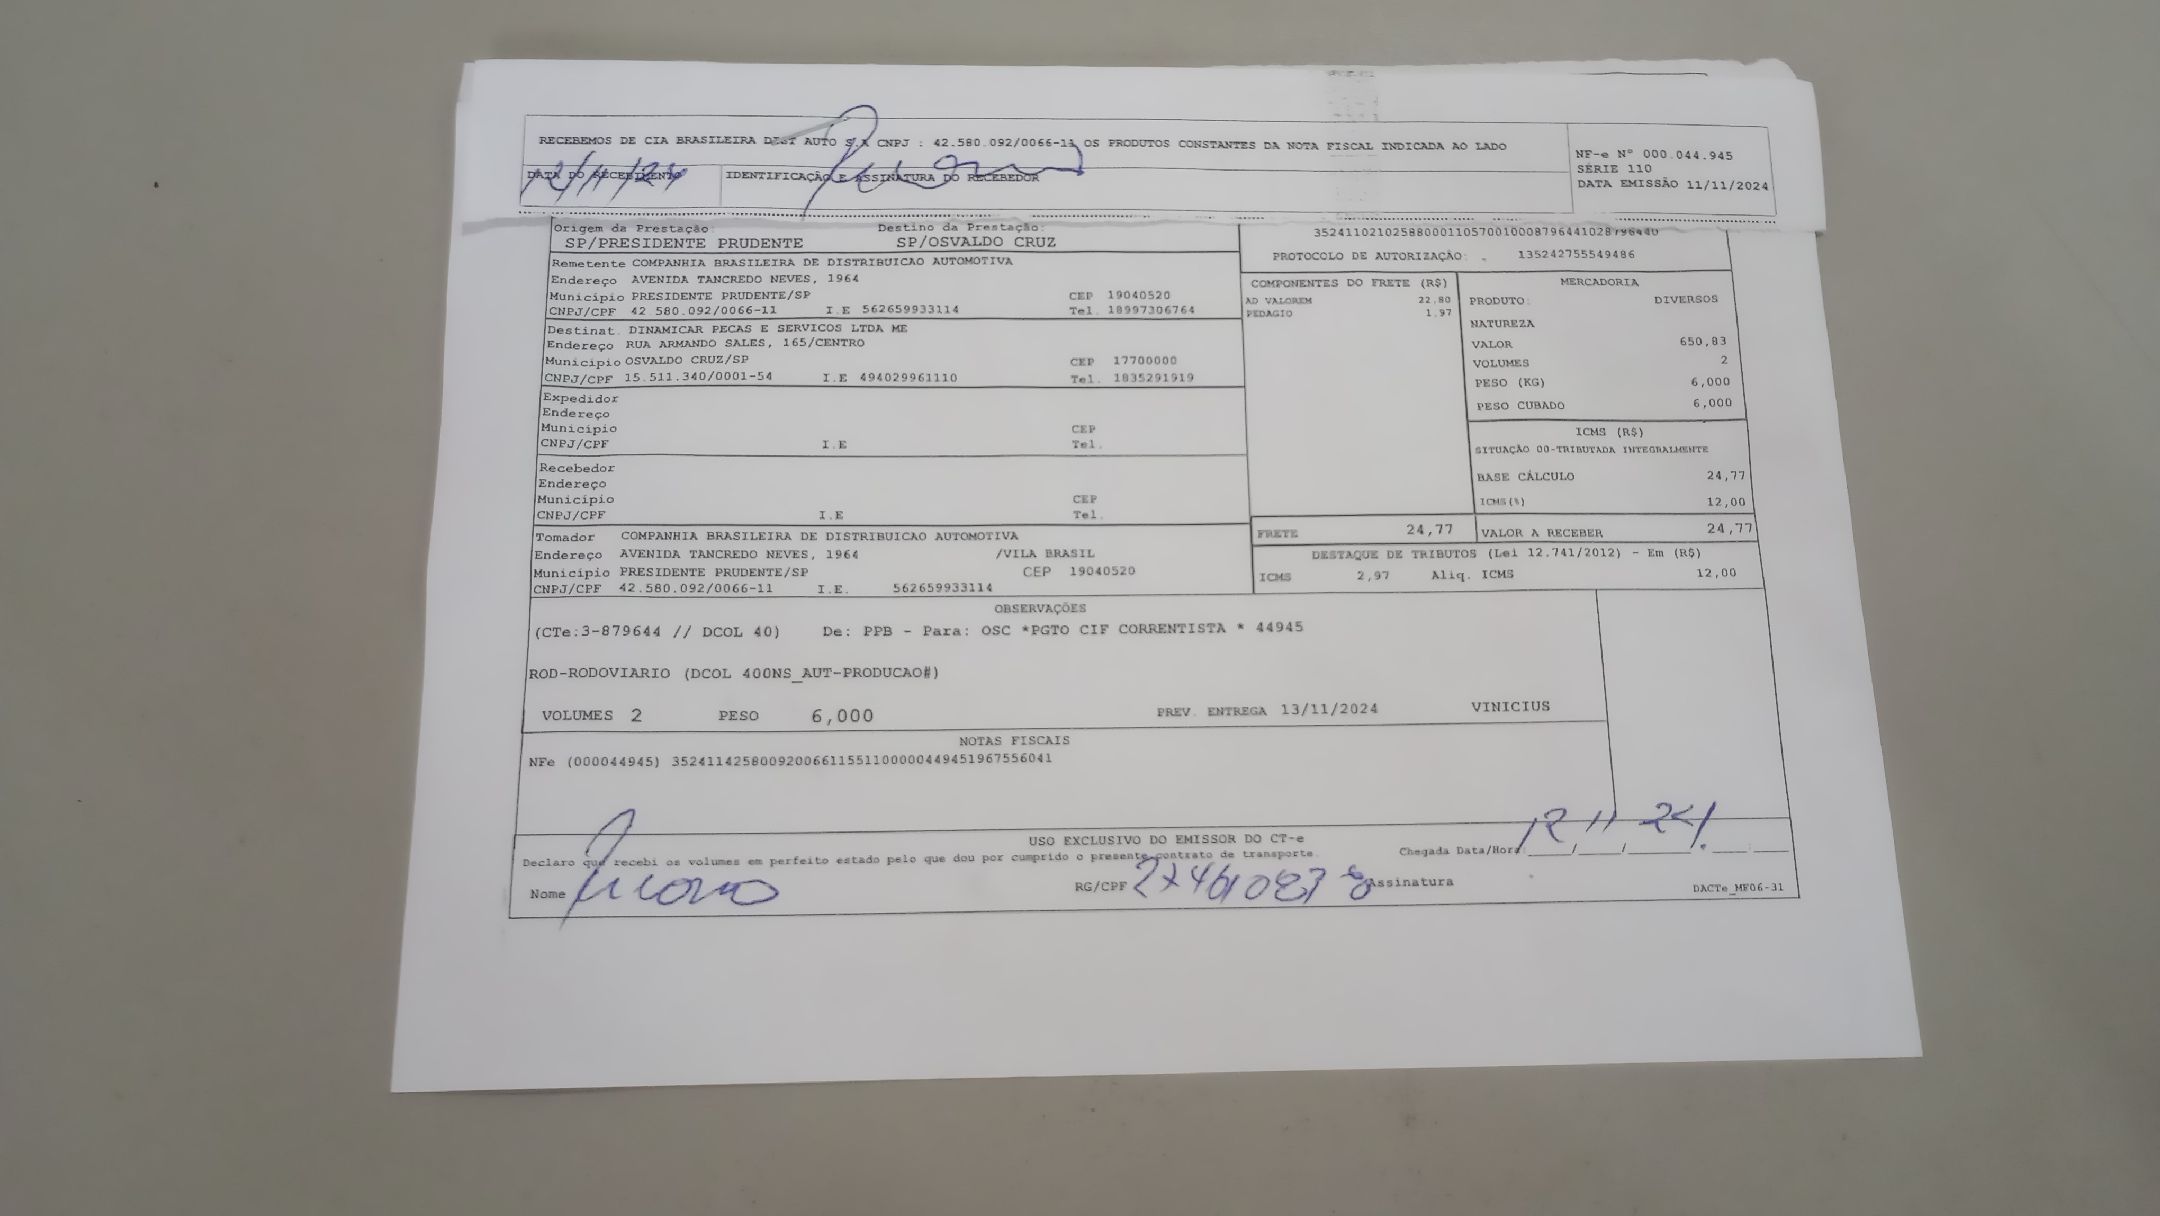 RECEBEMOS DE CIA BRASILEIRA DIST AUTO S.A CNPJ : 42.580.092/0066-11 OS PRODUTOS CONSTANTES DA NOTA FISCAL INDICADA AO LADO
NF-e Nº 000.044.945
SÉRIE 110
DATA EMISSÃO 11/11/2024
DATA DO RECEBIMENTO IDENTIFICAÇÃO E ASSINATURA DO RECEBEDOR
12/11/24
Origem da Prestação: Destino da Prestação:
SP/PRESIDENTE PRUDENTE SP/OSVALDO CRUZ
35241102102588000110570010008796441028796440
PROTOCOLO DE AUTORIZAÇÃO: 135242755549486
Remetente COMPANHIA BRASILEIRA DE DISTRIBUICAO AUTOMOTIVA
Endereço AVENIDA TANCREDO NEVES, 1964
Município PRESIDENTE PRUDENTE/SP CEP 19040520
CNPJ/CPF 42 580.092/0066-11 I.E 562659933114 Tel. 18997306764
Destinat. DINAMICAR PECAS E SERVICOS LTDA ME
Endereço RUA ARMANDO SALES, 165/CENTRO
Município OSVALDO CRUZ/SP CEP 17700000
CNPJ/CPF 15.511.340/0001-54 I.E 494029961110 Tel. 1835291919
Expedidor
Endereço
Município CEP
CNPJ/CPF I.E Tel.
Recebedor
Endereço
Município CEP
CNPJ/CPF I.E Tel.
Tomador COMPANHIA BRASILEIRA DE DISTRIBUICAO AUTOMOTIVA
Endereço AVENIDA TANCREDO NEVES, 1964 /VILA BRASIL
Município PRESIDENTE PRUDENTE/SP CEP 19040520
CNPJ/CPF 42.580.092/0066-11 I.E. 562659933114
COMPONENTES DO FRETE (R$)
AD VALOREM 22,80
PEDAGIO 1,97
MERCADORIA
PRODUTO: DIVERSOS
NATUREZA
VALOR 650,83
VOLUMES 2
PESO (KG) 6,000
PESO CUBADO 6,000
ICMS (R$)
SITUAÇÃO 00-TRIBUTADA INTEGRALMENTE
BASE CÁLCULO 24,77
ICMS(%) 12,00
FRETE 24,77 VALOR A RECEBER 24,77
DESTAQUE DE TRIBUTOS (Lei 12.741/2012) - Em (R$)
ICMS 2,97 Aliq. ICMS 12,00
OBSERVAÇÕES
(CTe:3-879644 // DCOL 40) De: PPB - Para: OSC *PGTO CIF CORRENTISTA * 44945
ROD-RODOVIARIO (DCOL 400NS_AUT-PRODUCAO#)
VOLUMES 2 PESO 6,000 PREV. ENTREGA 13/11/2024 VINICIUS
NOTAS FISCAIS
NFe (000044945) 35241142580092006611551100000449451967556041
USO EXCLUSIVO DO EMISSOR DO CT-e
Declaro que recebi os volumes em perfeito estado pelo que dou por cumprido o presente contrato de transporte.
Chegada Data/Hora: 12 11 24
Nome RG/CPF Assinatura
DACTe_MF06-31